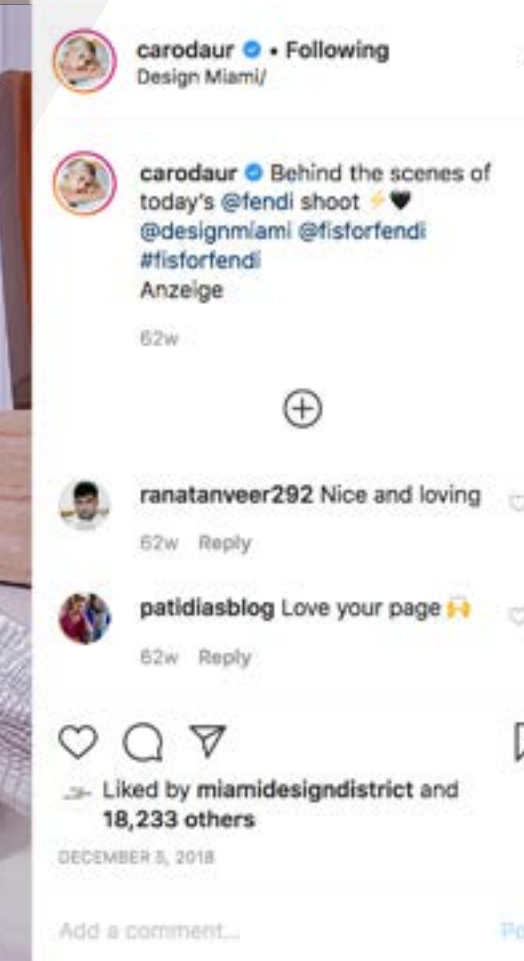 carodaur • Following
Design Miami/
carodaur Behind the scenes of
today's @fendi shoot ⚡🖤
@designmiami @fisforfendi
#fisforfendi
Anzeige
62w
ranatanveer292 Nice and loving
62w Reply
patidiasblog Love your page 🙌
62w Reply
Liked by miamidesigndistrict and
18,233 others
DECEMBER 5, 2018
Add a comment...